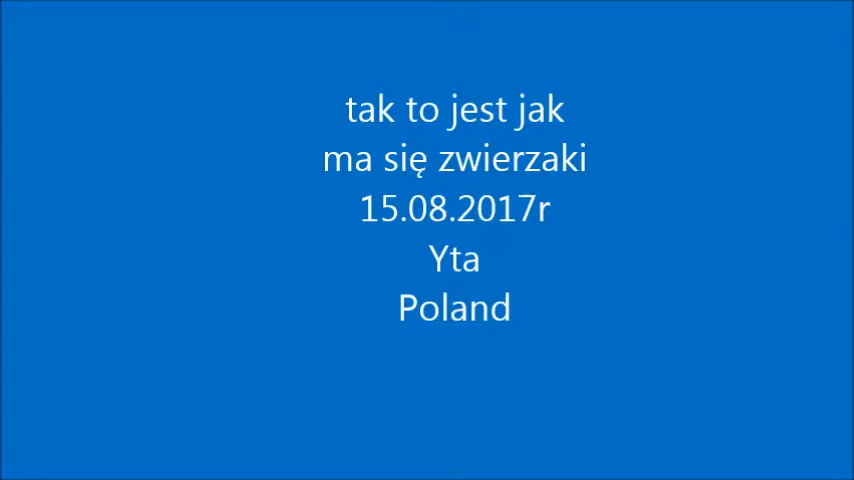 tak to jest jak
ma się zwierzaki
15.08.2017r
Yta
Poland